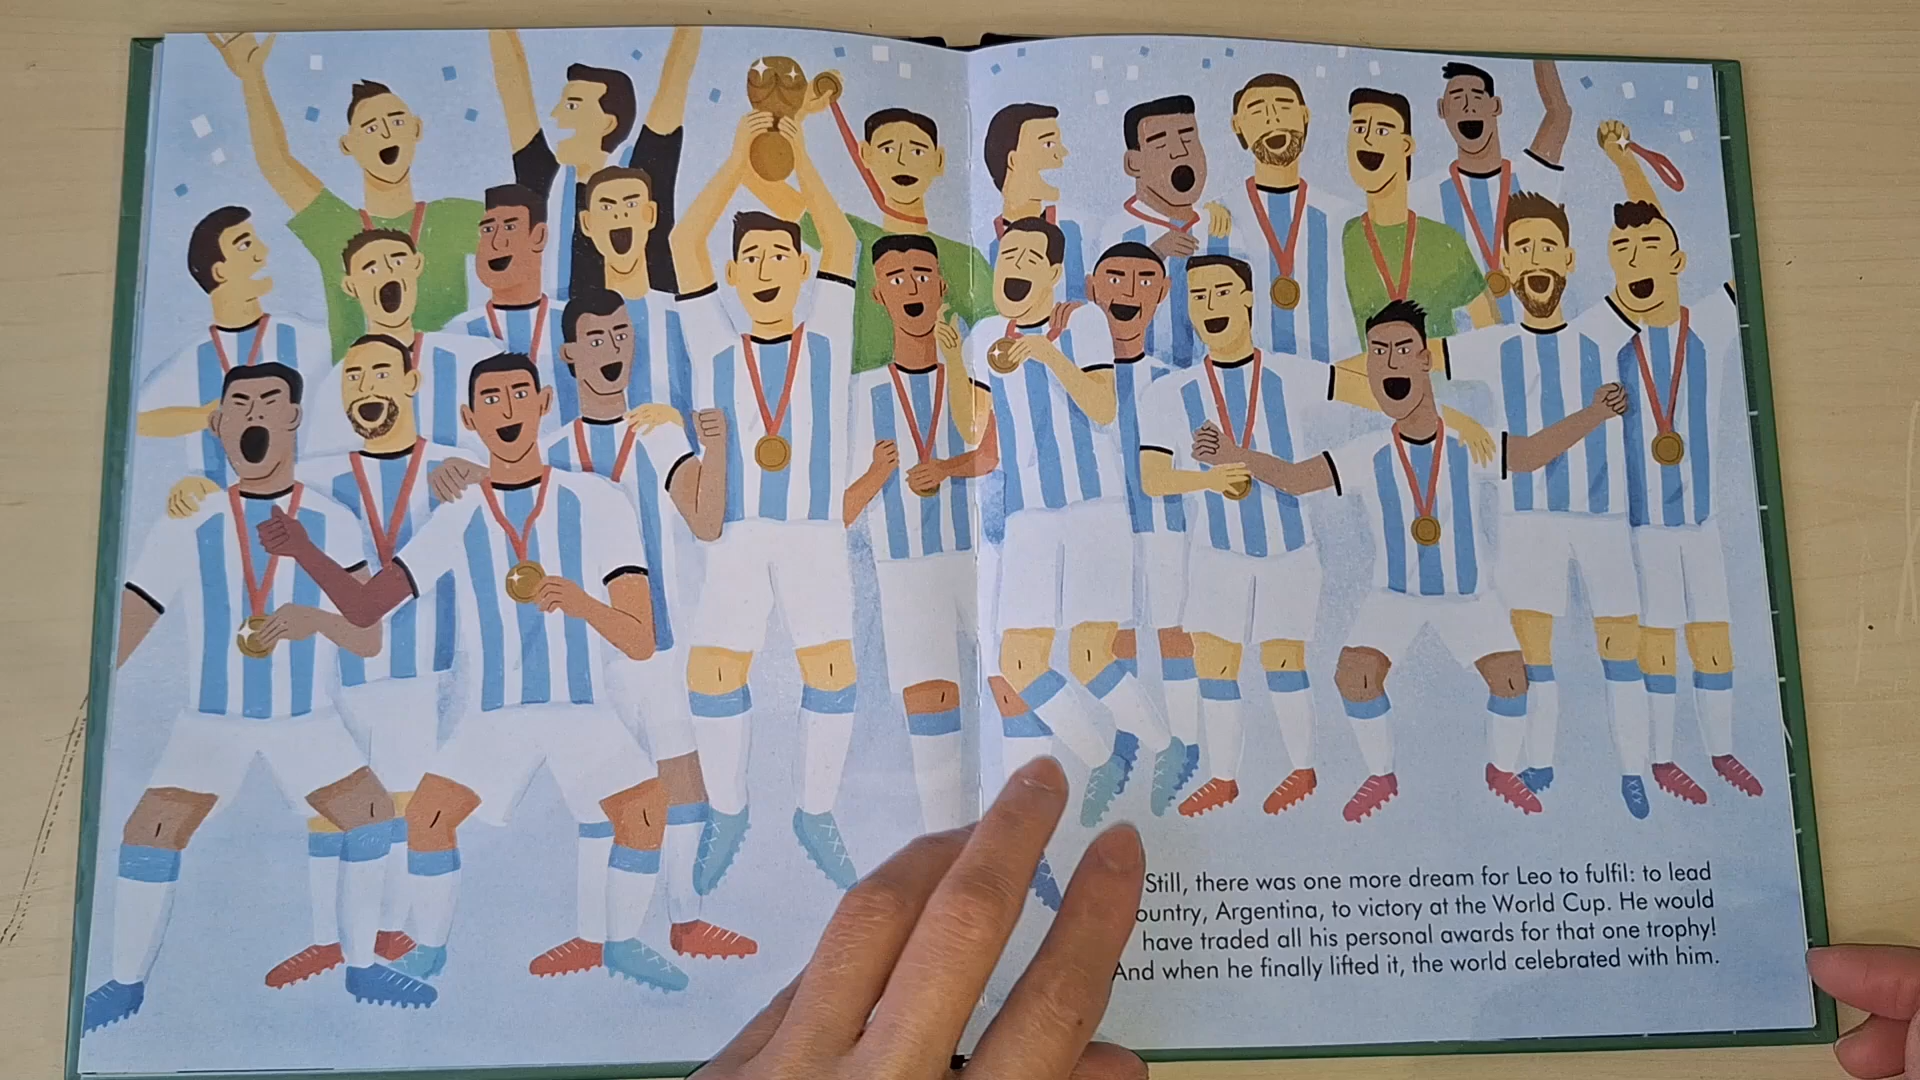 Still, there was one more dream for Leo to fulfil: to lead
country, Argentina, to victory at the World Cup. He would
have traded all his personal awards for that one trophy!
And when he finally lifted it, the world celebrated with him.